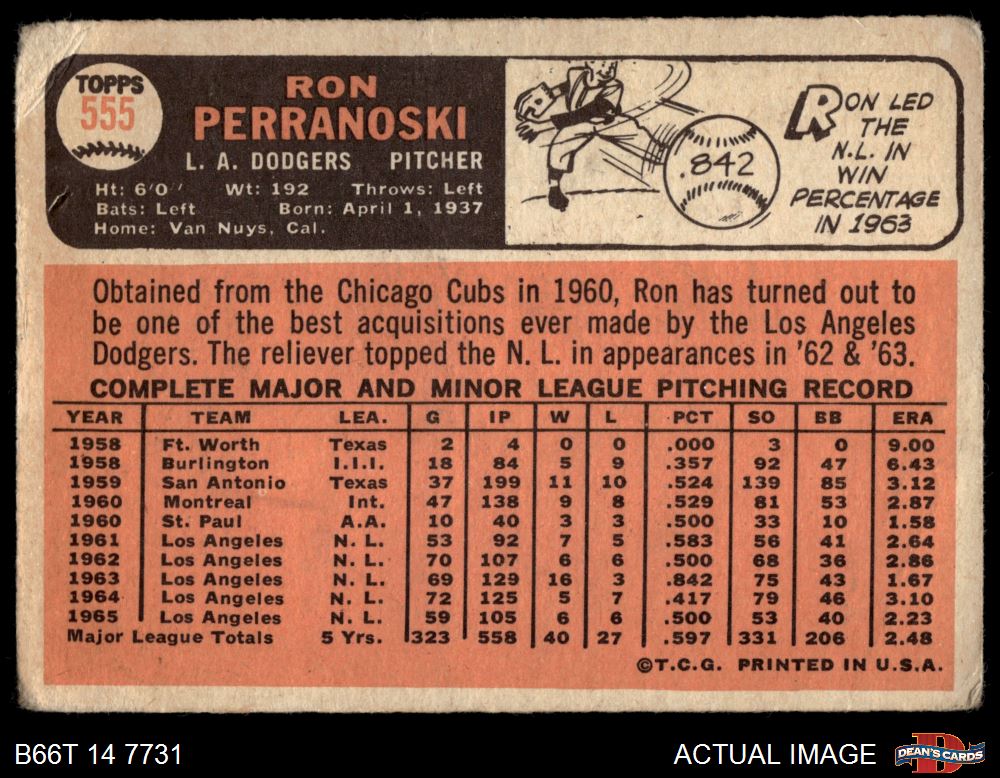 TOPPS
555
RON
PERRANOSKI
L. A. DODGERS PITCHER
Ht: 6'0" Wt: 192 Throws: Left
Bats: Left Born: April 1, 1937
Home: Van Nuys, Cal.
.842
RON LED
THE
N.L. IN
WIN
PERCENTAGE
IN 1963
Obtained from the Chicago Cubs in 1960, Ron has turned out to
be one of the best acquisitions ever made by the Los Angeles
Dodgers. The reliever topped the N. L. in appearances in '62 & '63.
COMPLETE MAJOR AND MINOR LEAGUE PITCHING RECORD
YEAR TEAM LEA. G IP W L PCT SO BB ERA
1958 Ft. Worth Texas 2 4 0 0 .000 3 0 9.00
1958 Burlington I.I.I. 18 84 5 9 .357 92 47 6.43
1959 San Antonio Texas 37 199 11 10 .524 139 85 3.12
1960 Montreal Int. 47 138 9 8 .529 81 53 2.87
1960 St. Paul A.A. 10 40 3 3 .500 33 10 1.58
1961 Los Angeles N. L. 53 92 7 5 .583 56 41 2.64
1962 Los Angeles N. L. 70 107 6 6 .500 68 36 2.86
1963 Los Angeles N. L. 69 129 16 3 .842 75 43 1.67
1964 Los Angeles N. L. 72 125 5 7 .417 79 46 3.10
1965 Los Angeles N. L. 59 105 6 6 .500 53 40 2.23
Major League Totals 5 Yrs. 323 558 40 27 .597 331 206 2.48
©T.C.G. PRINTED IN U.S.A.
B66T 14 7731
ACTUAL IMAGE
DEAN'S CARDS